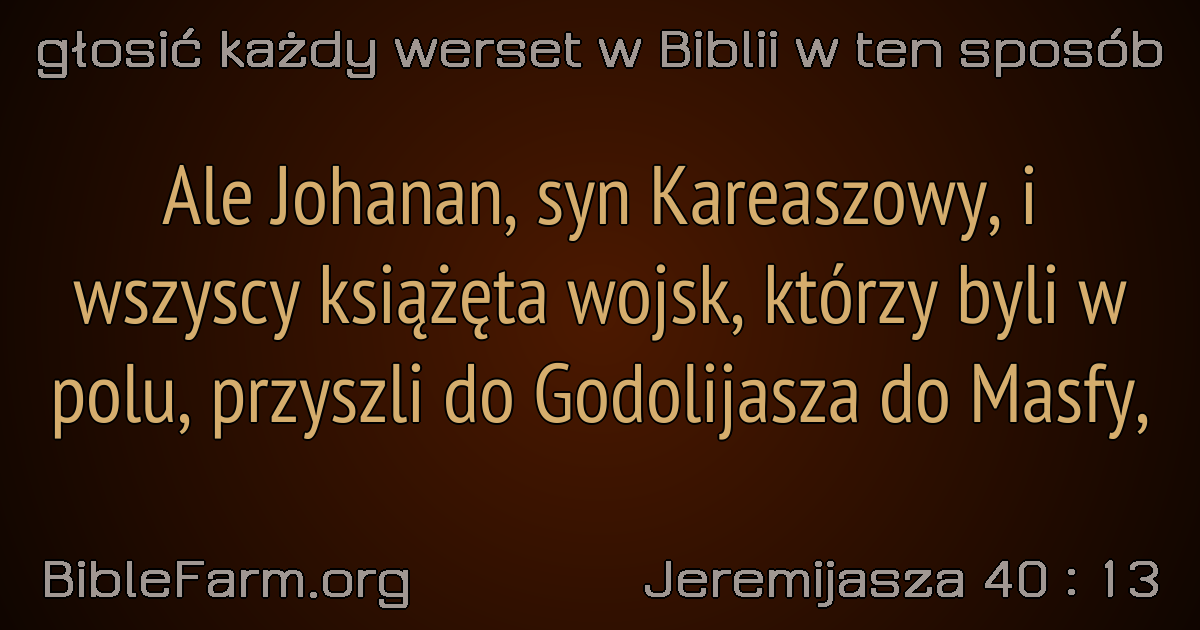 głosić każdy werset w Biblii w ten sposób
Ale Johanan, syn Kareaszowy, i
wszyscy książęta wojsk, którzy byli w
polu, przyszli do Godolijasza do Masfy,
BibleFarm.org
Jeremijasza 40 : 13